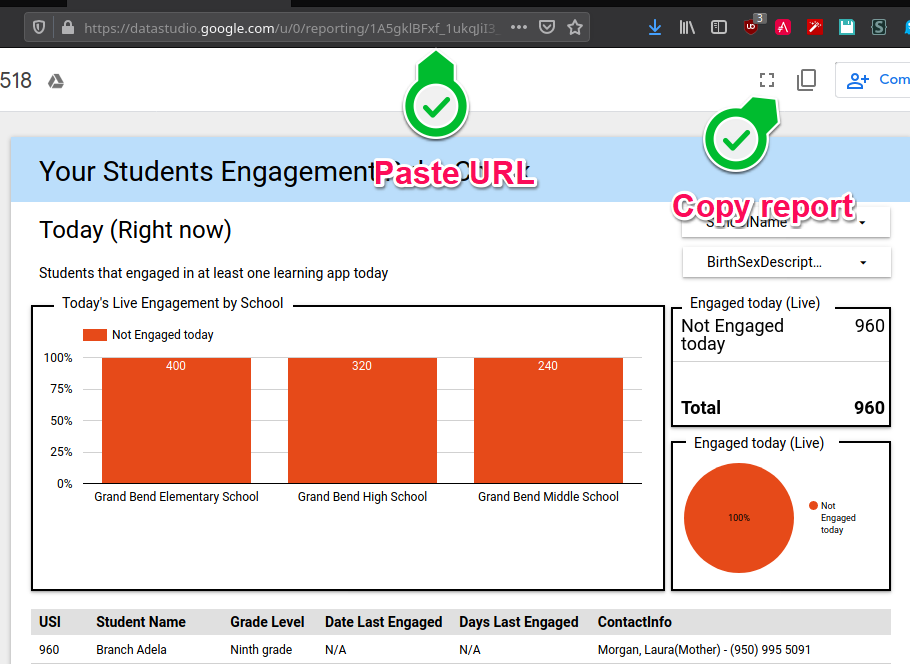 https://datastudio.google.com/u/0/reporting/1A5gklBFxf_1ukqJiI3_
3
518
Com
Paste URL
Copy report
Your Students Engagement
Today (Right now)
BirthSexDescript...
Students that engaged in at least one learning app today
Today's Live Engagement by School
Not Engaged today
100%
75%
50%
25%
0%
400
320
240
Grand Bend Elementary School
Grand Bend High School
Grand Bend Middle School
Engaged today (Live)
Not Engaged today 960
Total 960
Engaged today (Live)
100%
Not
Engaged
today
USI Student Name Grade Level Date Last Engaged Days Last Engaged ContactInfo
960 Branch Adela Ninth grade N/A N/A Morgan, Laura(Mother) - (950) 995 5091